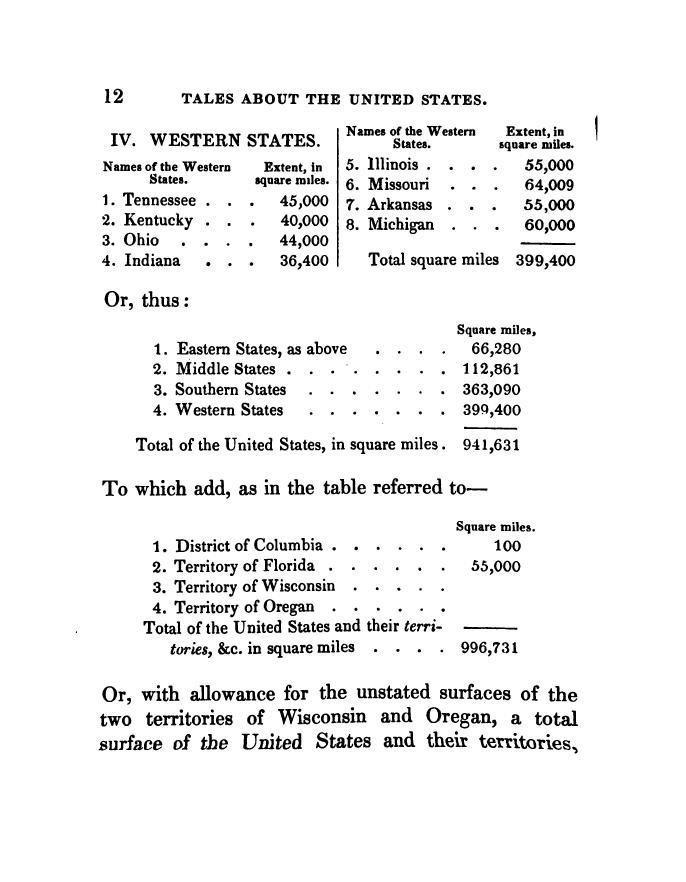 12 TALES ABOUT THE UNITED STATES.
IV. WESTERN STATES.
Names of the Western Extent, in
States. square miles.
1. Tennessee . . . 45,000
2. Kentucky . . . 40,000
3. Ohio . . . . 44,000
4. Indiana . . . 36,400
Names of the Western Extent, in
States. square miles.
5. Illinois . . . . 55,000
6. Missouri . . . 64,009
7. Arkansas . . . 55,000
8. Michigan . . . 60,000
Total square miles 399,400
Or, thus:
Square miles,
1. Eastern States, as above . . . . 66,280
2. Middle States . . . . . . . . 112,861
3. Southern States . . . . . . . 363,090
4. Western States . . . . . . . 399,400
Total of the United States, in square miles. 941,631
To which add, as in the table referred to—
Square miles.
1. District of Columbia . . . . . . 100
2. Territory of Florida . . . . . . 55,000
3. Territory of Wisconsin . . . . .
4. Territory of Oregan . . . . . .
Total of the United States and their terri-
tories, &c. in square miles . . . . 996,731
Or, with allowance for the unstated surfaces of the
two territories of Wisconsin and Oregan, a total
surface of the United States and their territories,